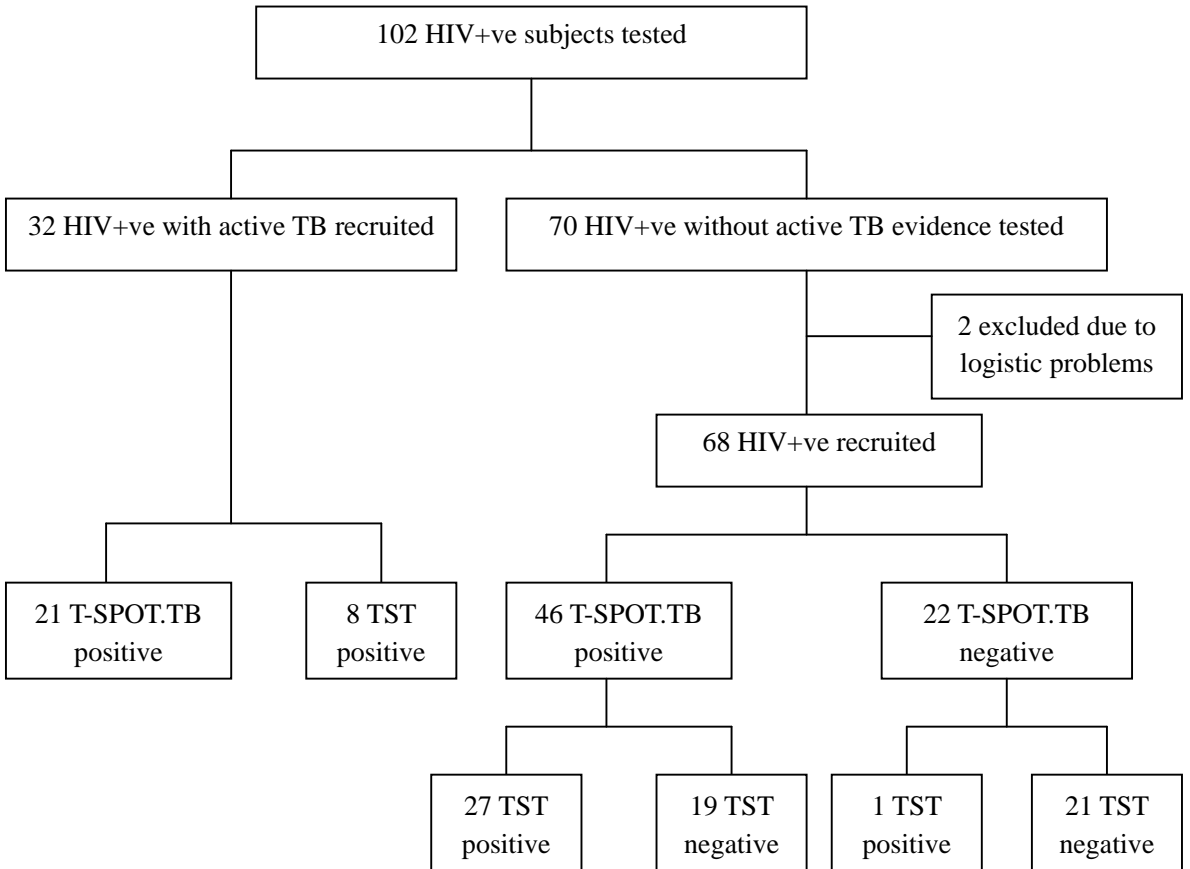 102 HIV+ve subjects tested
32 HIV+ve with active TB recruited
70 HIV+ve without active TB evidence tested
2 excluded due to
logistic problems
68 HIV+ve recruited
21 T-SPOT.TB
positive
8 TST
positive
46 T-SPOT.TB
positive
22 T-SPOT.TB
negative
27 TST
positive
19 TST
negative
1 TST
positive
21 TST
negative